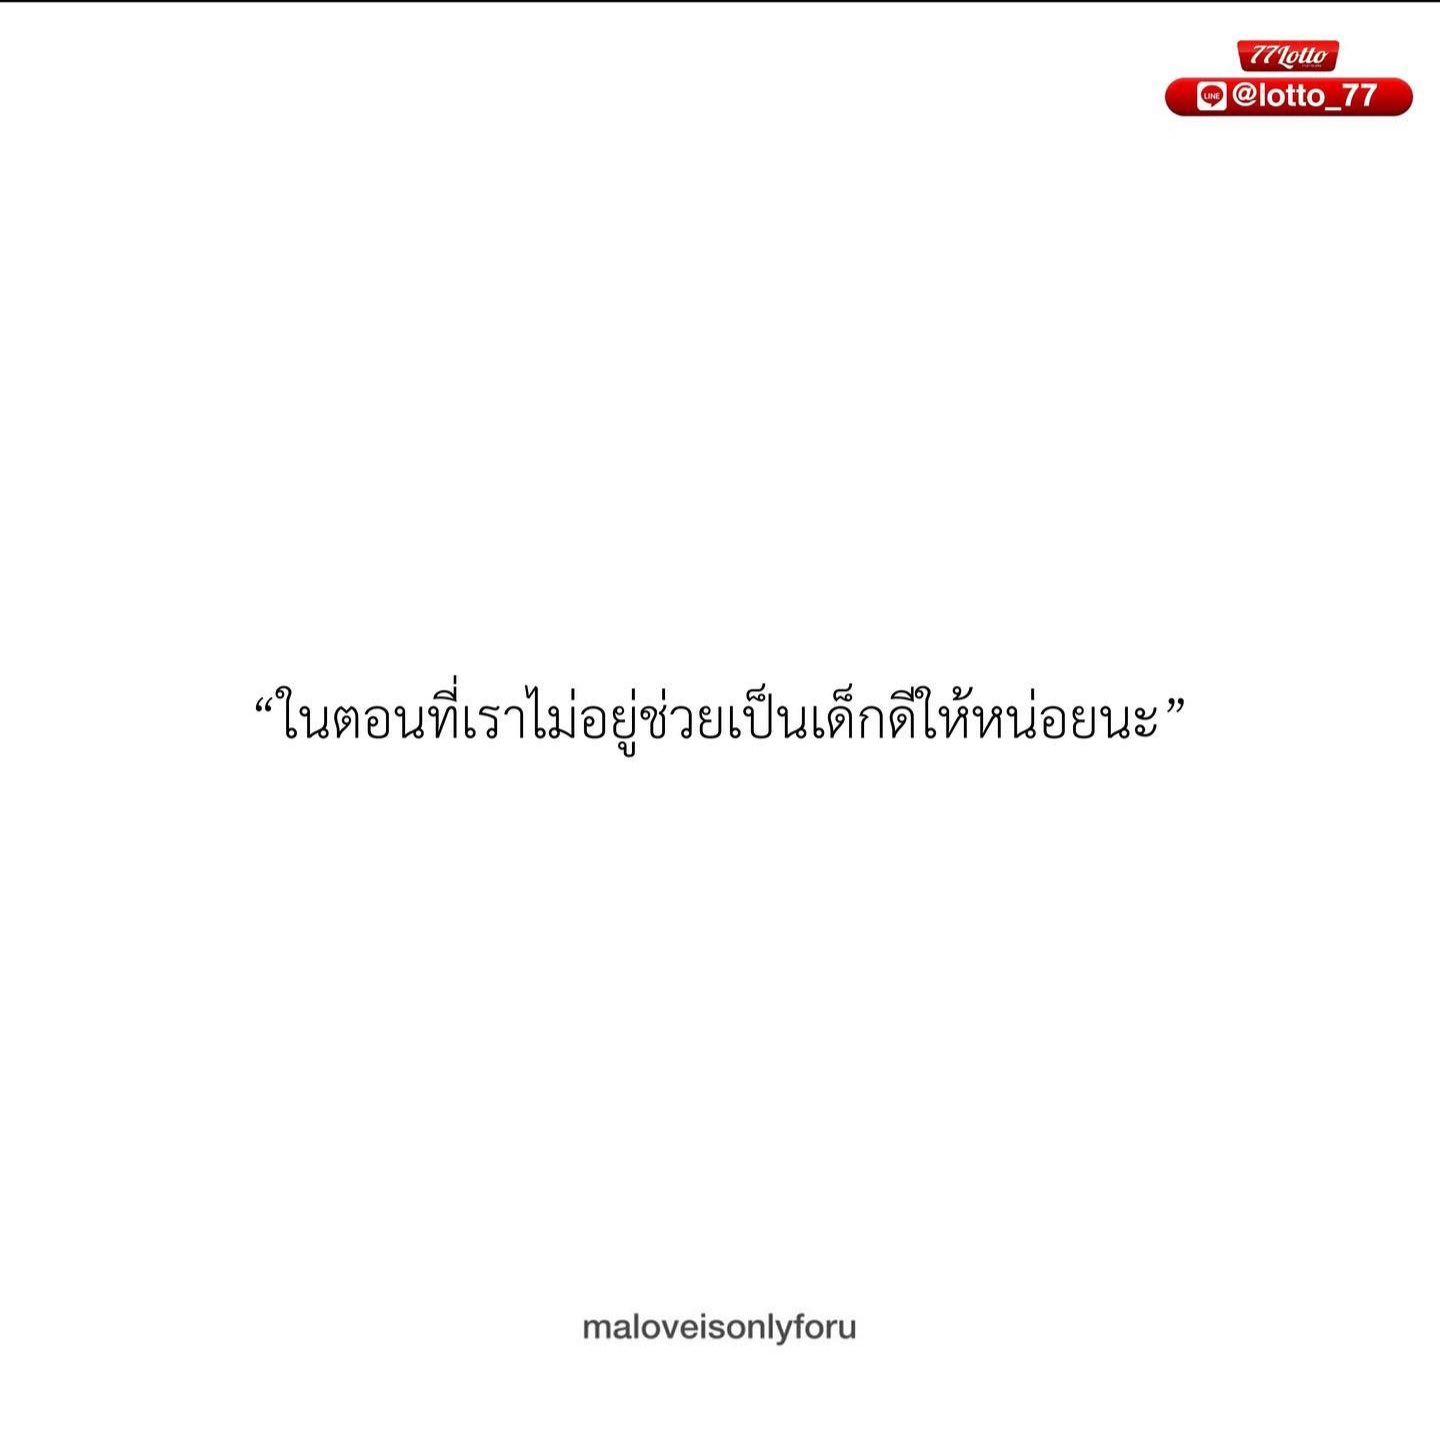 77Lotto
LINE @lotto_77
“ในตอนที่เราไม่อยู่ช่วยเป็นเด็กดีให้หน่อยนะ”
maloveisonlyforu